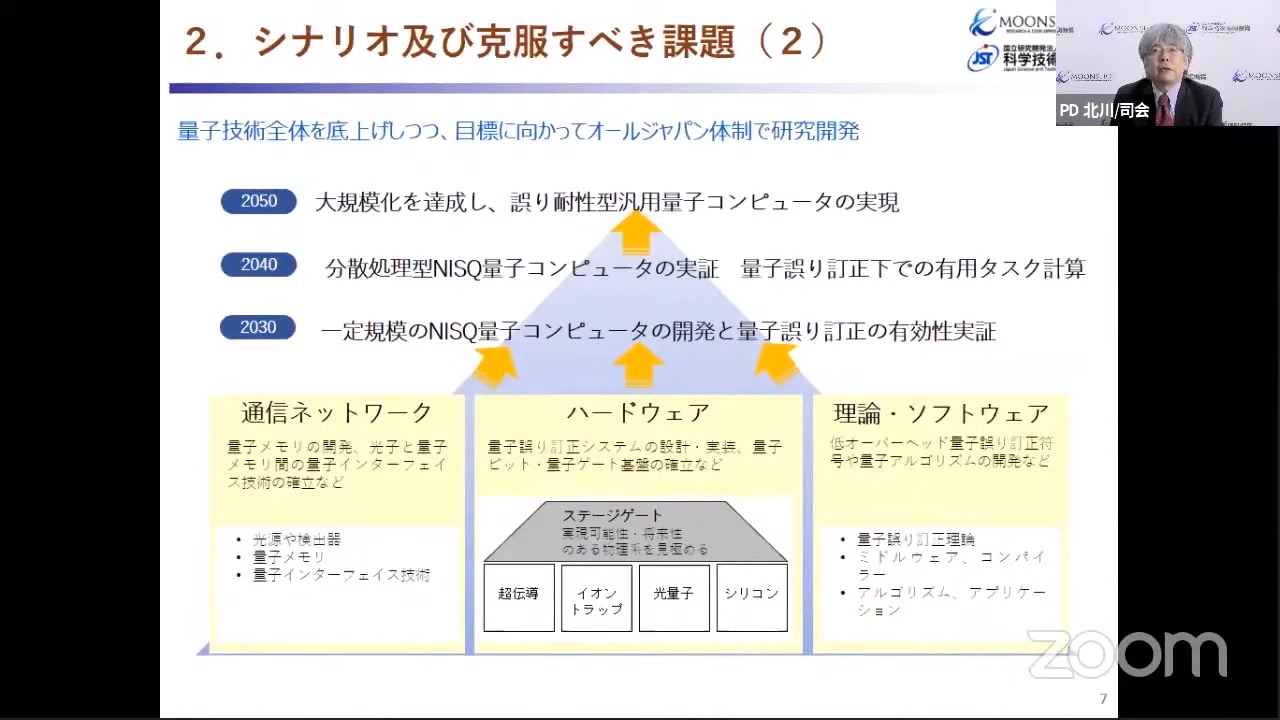 2．シナリオ及び克服すべき課題（2）
MOONS
国立研究開発法
科学技術
JST
PD 北川/司会
量子技術全体を底上げしつつ、目標に向かってオールジャパン体制で研究開発
2050 大規模化を達成し、誤り耐性型汎用量子コンピュータの実現
2040 分散処理型NISQ量子コンピュータの実証　量子誤り訂正下での有用タスク計算
2030 一定規模のNISQ量子コンピュータの開発と量子誤り訂正の有効性実証
通信ネットワーク
量子メモリの開発、光子と量子
メモリ間の量子インターフェイ
ス技術の確立など
• 光源や検出器
• 量子メモリ
• 量子インターフェイス技術
ハードウェア
量子誤り訂正システムの設計・実装、量子
ビット・量子ゲート基盤の確立など
ステージゲート
実現可能性・将来性
のある物理系を見極める
超伝導
イオン
トラップ
光量子
シリコン
理論・ソフトウェア
低オーバーヘッド量子誤り訂正符
号や量子アルゴリズムの開発など
• 量子誤り訂正理論
• ミドルウェア、コンパイ
ラー
• アルゴリズム、アプリケー
ション
zoom
7